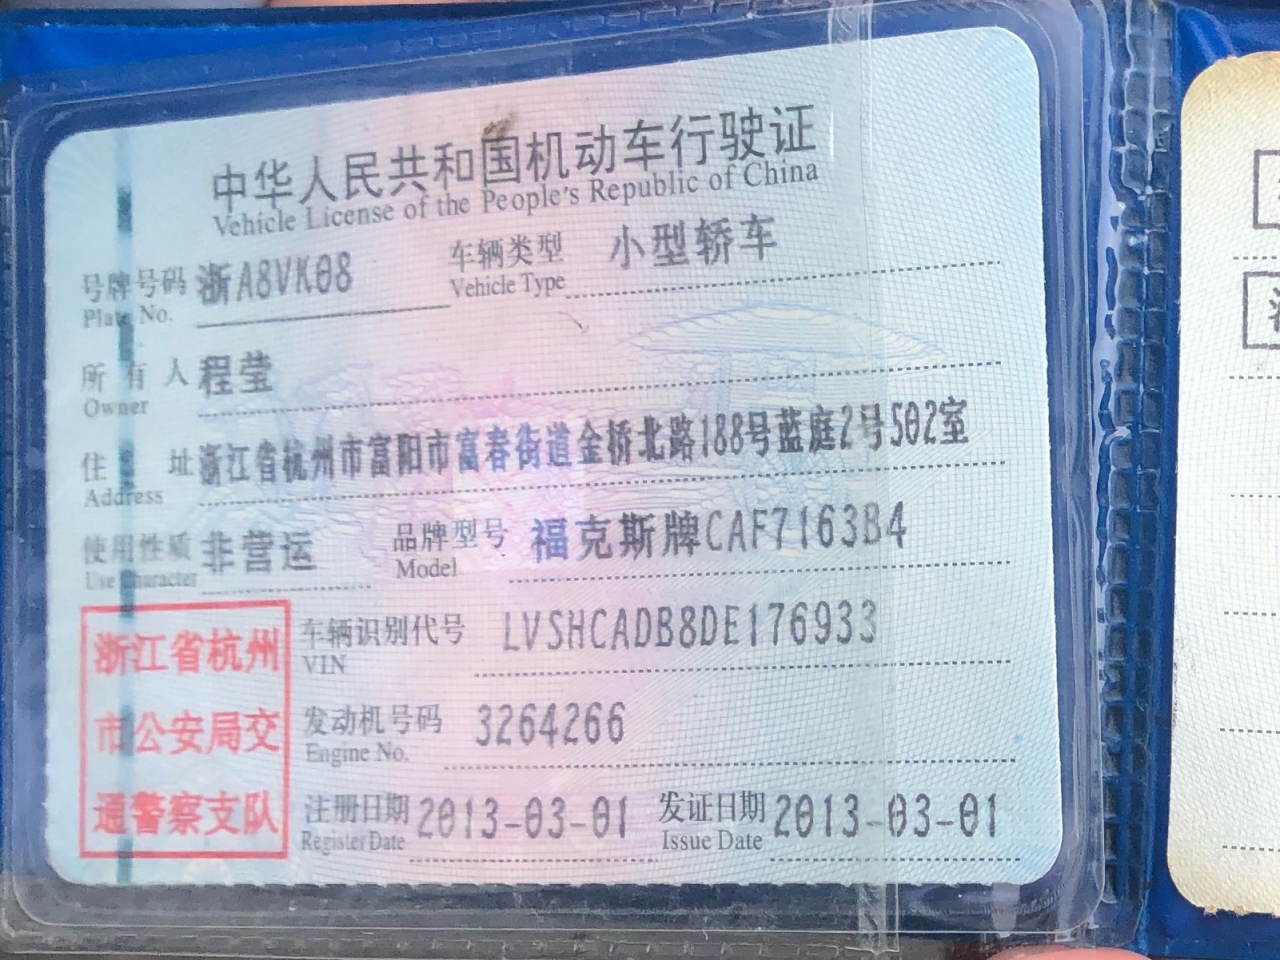 中华人民共和国机动车行驶证
Vehicle License of the People's Republic of China
号牌号码 浙A8VK08 车辆类型 小型轿车
Plate No. Vehicle Type
所有人 程莹
Owner
住址 浙江省杭州市富阳市富春街道金桥北路188号蓝庭2号502室
Address
使用性质 非营运 品牌型号 福克斯牌CAF7163B4
Use Character Model
浙江省杭州
市公安局交
通警察支队
车辆识别代号 LVSHCADB8DE176933
VIN
发动机号码 3264266
Engine No.
注册日期 2013-03-01 发证日期 2013-03-01
Register Date Issue Date